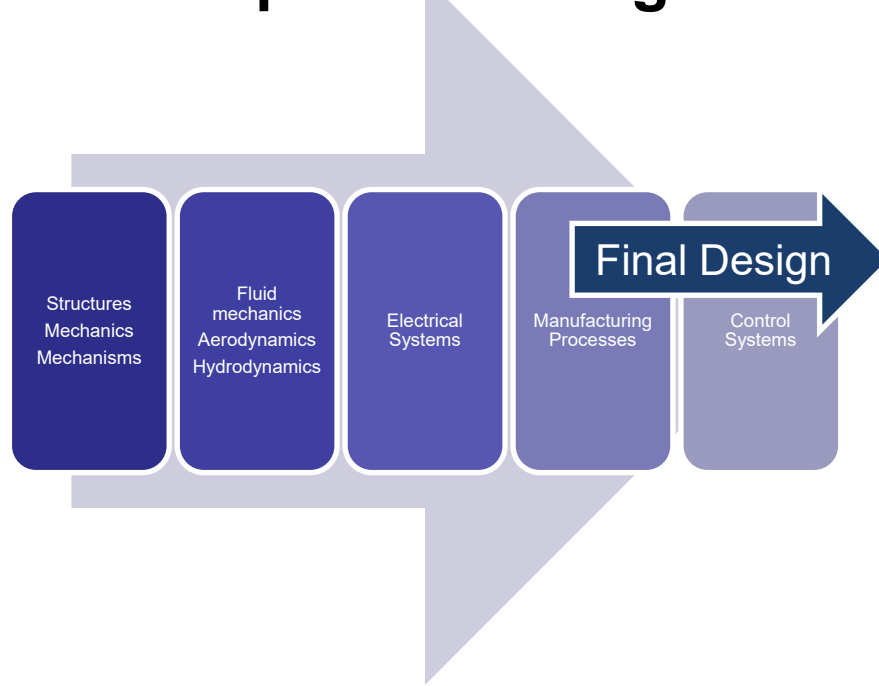 Structures
Mechanics
Mechanisms
Fluid
mechanics
Aerodynamics
Hydrodynamics
Electrical
Systems
Manufacturing
Processes
Control
Systems
Final Design